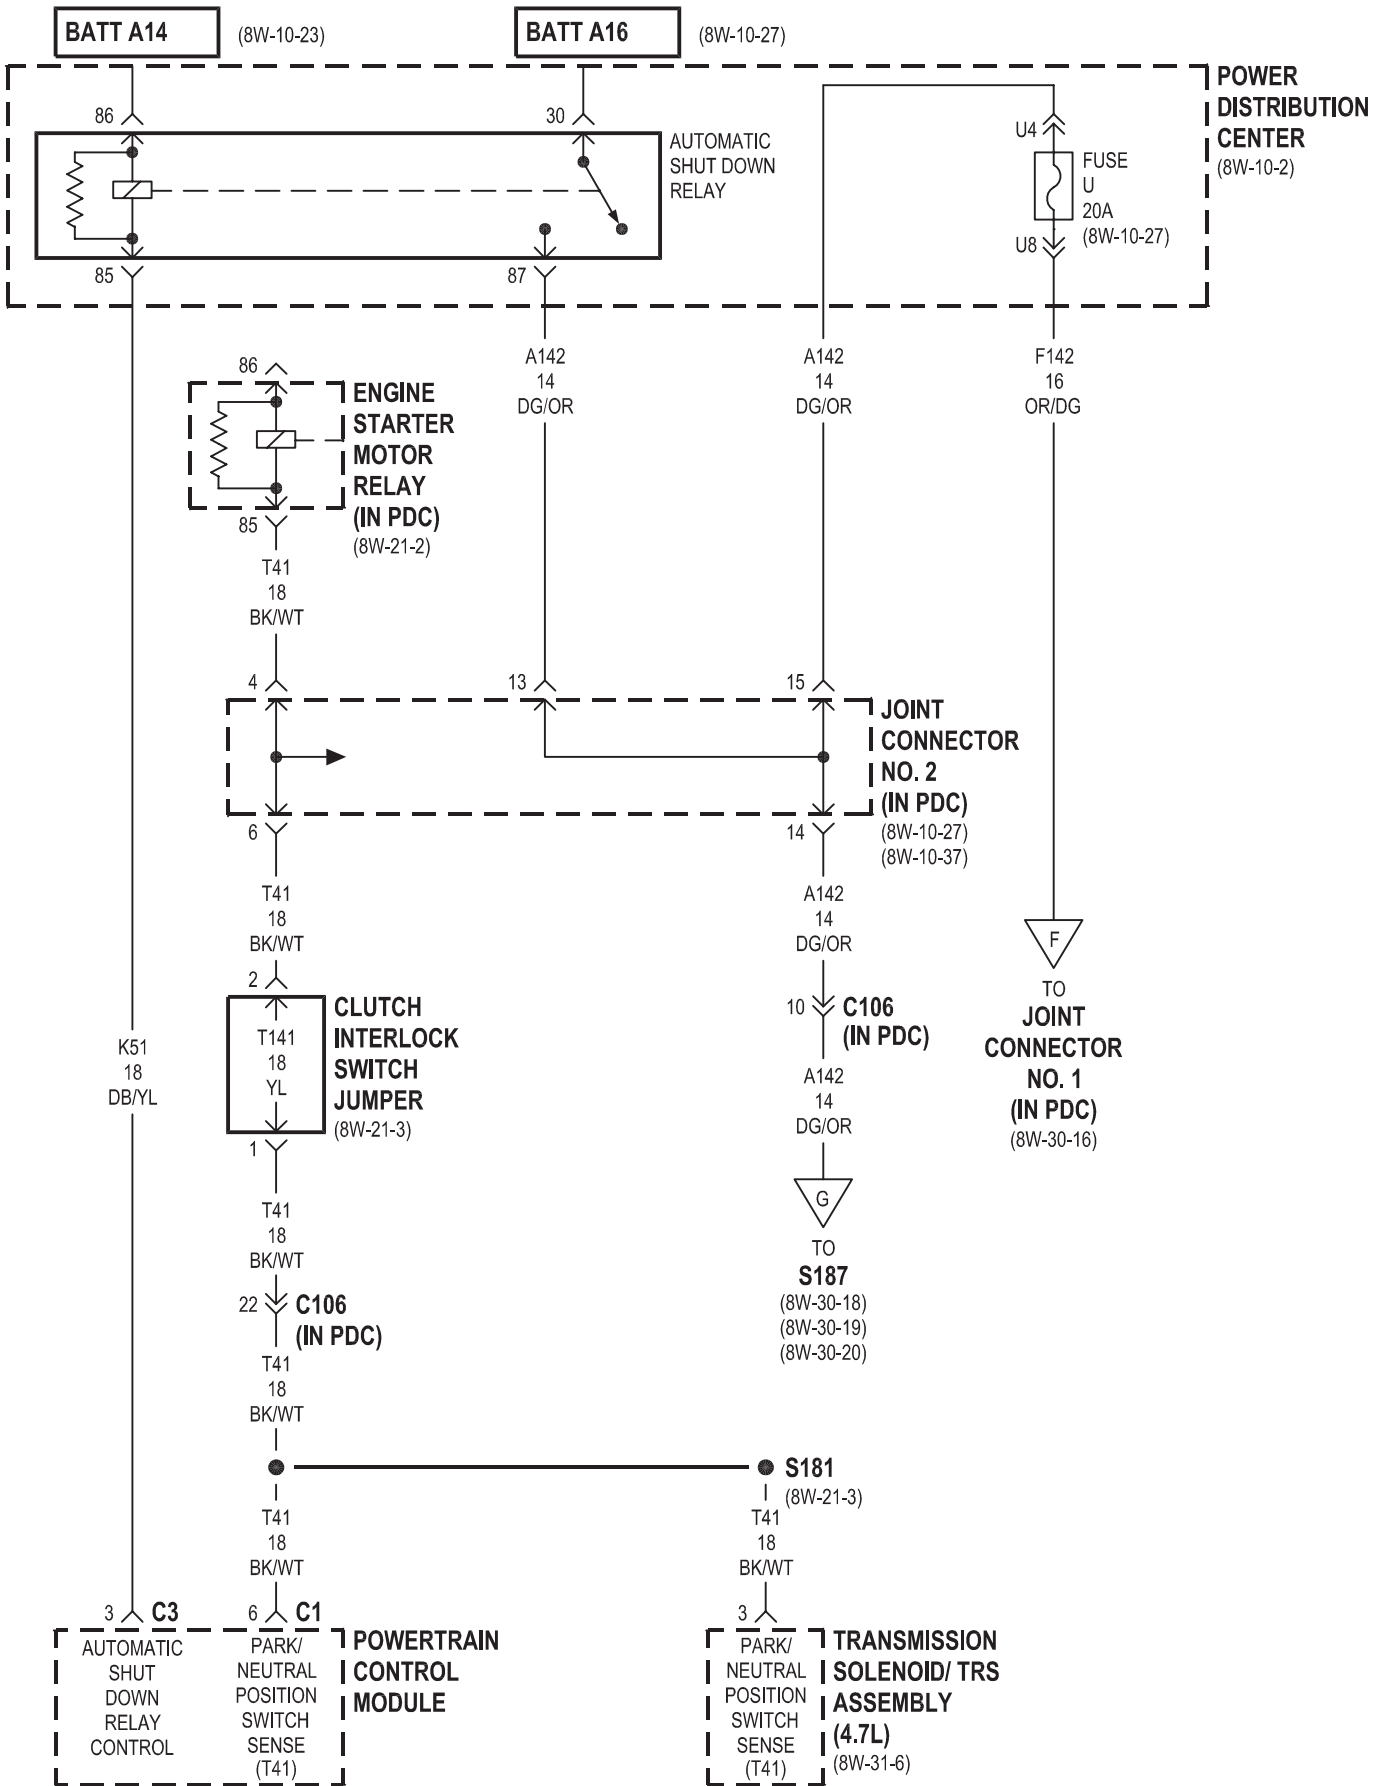 BATT A14
(8W-10-23)
BATT A16
(8W-10-27)
POWER
DISTRIBUTION
CENTER
(8W-10-2)
86
30
AUTOMATIC
SHUT DOWN
RELAY
U4
FUSE
U
20A
(8W-10-27)
U8
85
87
A142
14
DG/OR
A142
14
DG/OR
F142
16
OR/DG
86
ENGINE
STARTER
MOTOR
RELAY
(IN PDC)
(8W-21-2)
85
T41
18
BK/WT
4
13
15
JOINT
CONNECTOR
NO. 2
(IN PDC)
(8W-10-27)
(8W-10-37)
6
14
T41
18
BK/WT
A142
14
DG/OR
F
TO
JOINT
CONNECTOR
NO. 1
(IN PDC)
(8W-30-16)
2
CLUTCH
INTERLOCK
SWITCH
JUMPER
(8W-21-3)
T141
18
YL
1
10
C106
(IN PDC)
K51
18
DB/YL
A142
14
DG/OR
G
TO
S187
(8W-30-18)
(8W-30-19)
(8W-30-20)
T41
18
BK/WT
22
C106
(IN PDC)
T41
18
BK/WT
S181
(8W-21-3)
T41
18
BK/WT
T41
18
BK/WT
3
C3
6
C1
3
AUTOMATIC
SHUT
DOWN
RELAY
CONTROL
PARK/
NEUTRAL
POSITION
SWITCH
SENSE
(T41)
POWERTRAIN
CONTROL
MODULE
PARK/
NEUTRAL
POSITION
SWITCH
SENSE
(T41)
TRANSMISSION
SOLENOID/ TRS
ASSEMBLY
(4.7L)
(8W-31-6)